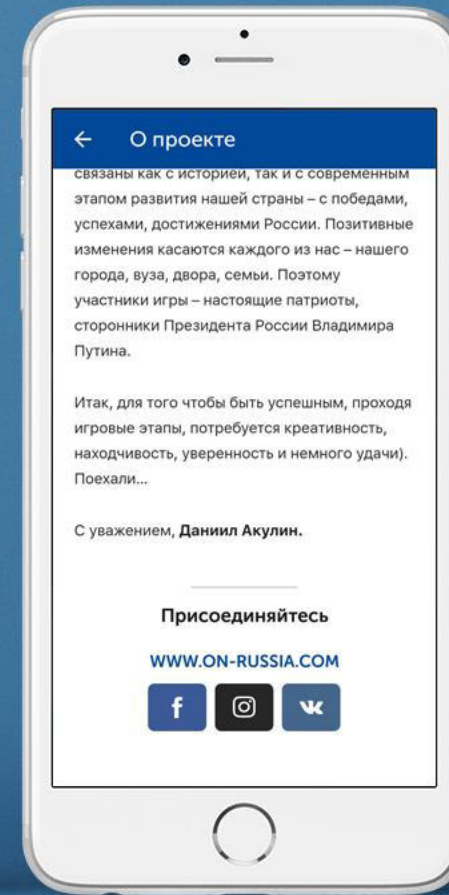 О проекте
связаны как с историей, так и с современным
этапом развития нашей страны – с победами,
успехами, достижениями России. Позитивные
изменения касаются каждого из нас – нашего
города, вуза, двора, семьи. Поэтому
участники игры – настоящие патриоты,
сторонники Президента России Владимира
Путина.
Итак, для того чтобы быть успешным, проходя
игровые этапы, потребуется креативность,
находчивость, уверенность и немного удачи).
Поехали...
С уважением, Даниил Акулин.
Присоединяйтесь
WWW.ON-RUSSIA.COM